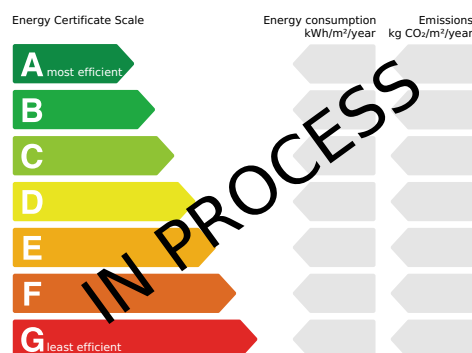 Energy Certificate Scale
Energy consumption
kWh/m²/year
Emissions
kg CO₂/m²/year
A most efficient
B
C
D
E
F
G least efficient
IN PROCESS